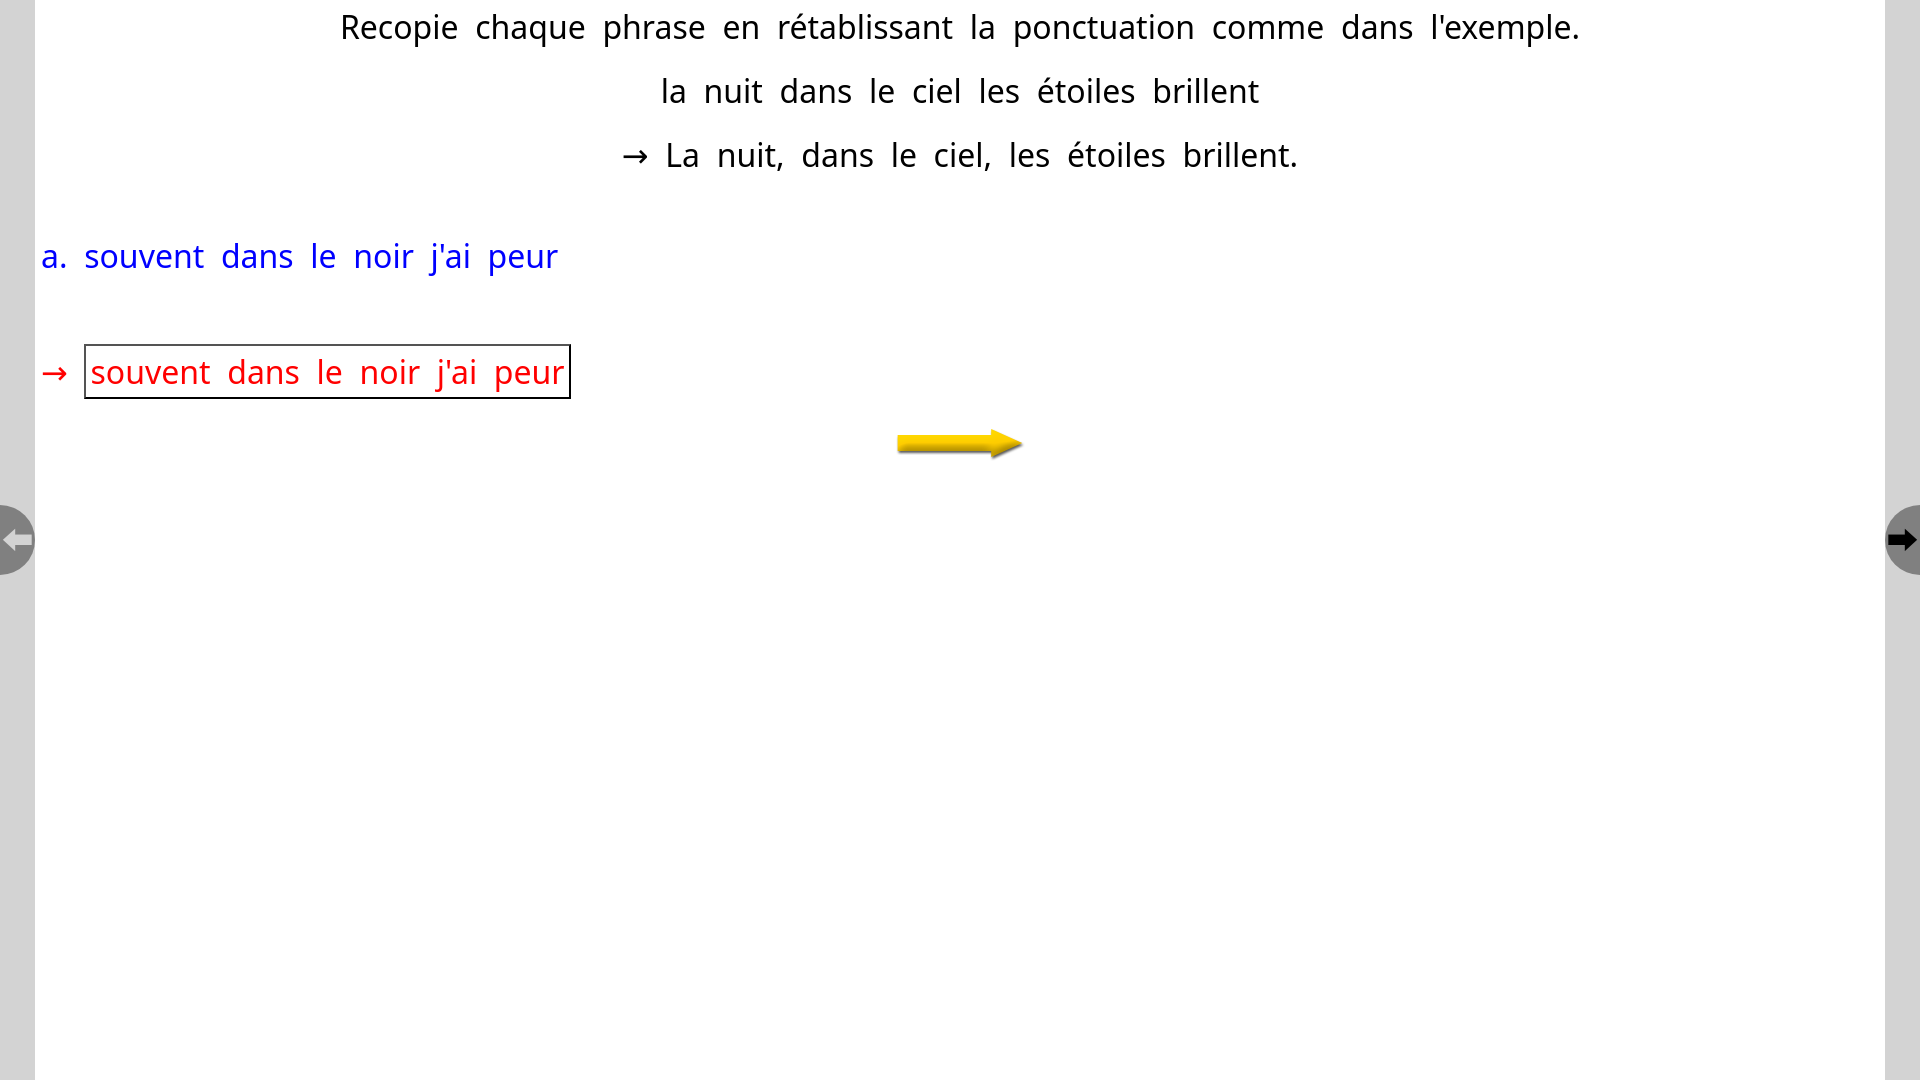 Recopie chaque phrase en rétablissant la ponctuation comme dans l'exemple.
la nuit dans le ciel les étoiles brillent
→ La nuit, dans le ciel, les étoiles brillent.
a. souvent dans le noir j'ai peur
→ souvent dans le noir j'ai peur